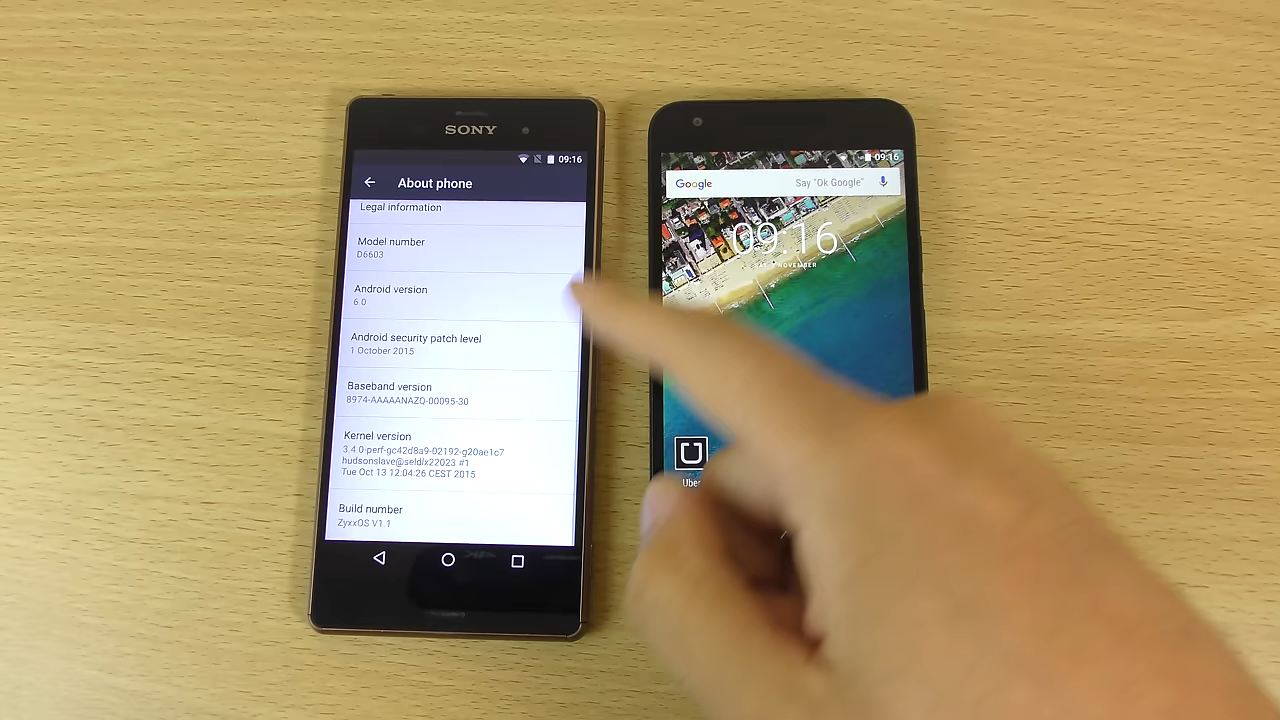 SONY
09:16
About phone
Legal information
Model number
D6603
Android version
6.0
Android security patch level
1 October 2015
Baseband version
8974-AAAAANAZQ-00095-30
Kernel version
3.4.0-perf-gc42d8a9-02192-g20ae1c7
hudsonslave@seldlx22023 #1
Tue Oct 13 12:04:26 CEST 2015
Build number
ZyxxOS V1.1
09:16
Google
Say "Ok Google"
09:16
NOVEMBER
Uber